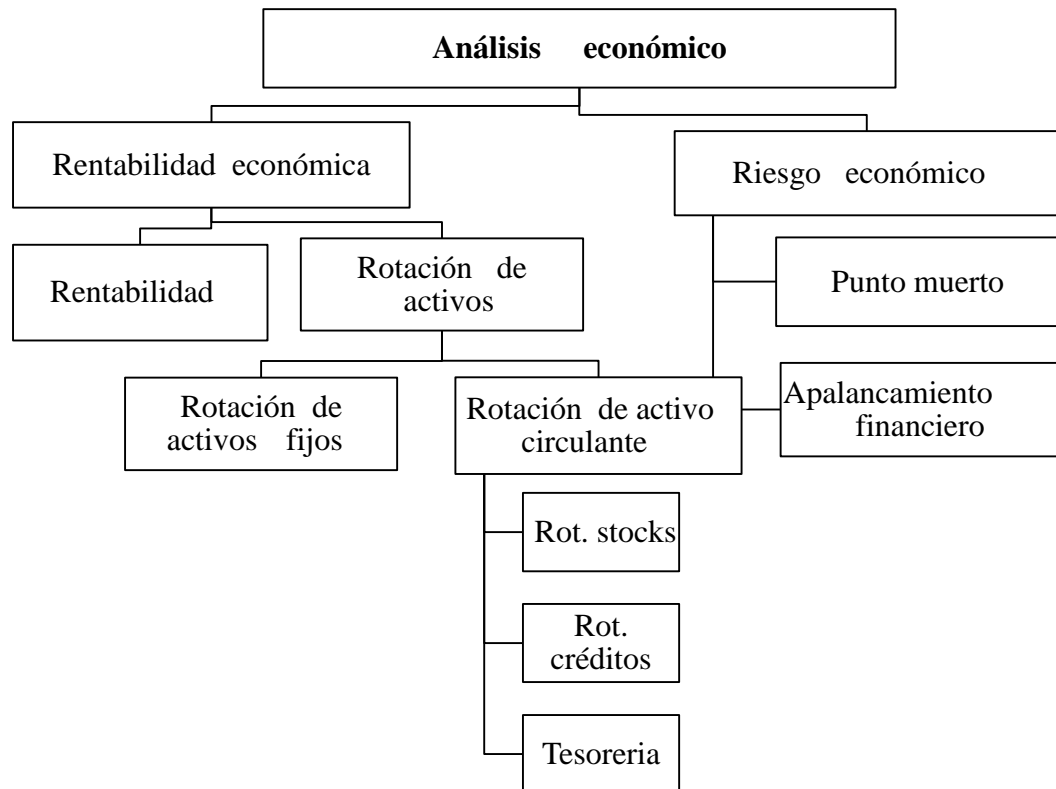 Análisis económico
Rentabilidad económica
Riesgo económico
Rentabilidad
Rotación de
activos
Punto muerto
Rotación de
activos fijos
Rotación de activo
circulante
Apalancamiento
financiero
Rot. stocks
Rot.
créditos
Tesoreria